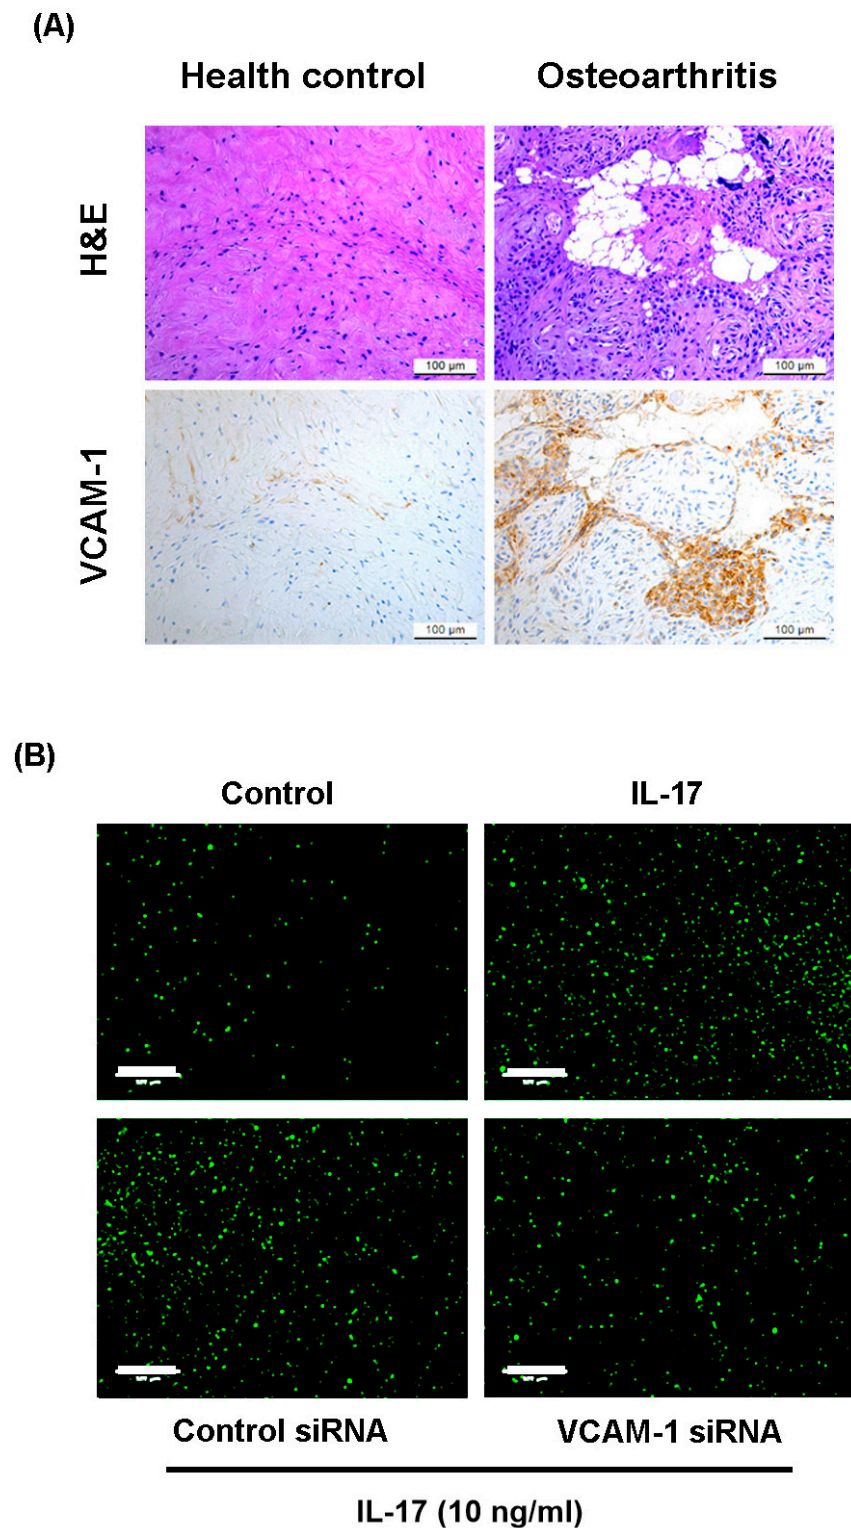 (A)
Health control Osteoarthritis
H&E
100 µm 100 µm
VCAM-1
100 µm 100 µm
(B)
Control IL-17
Control siRNA VCAM-1 siRNA
IL-17 (10 ng/ml)